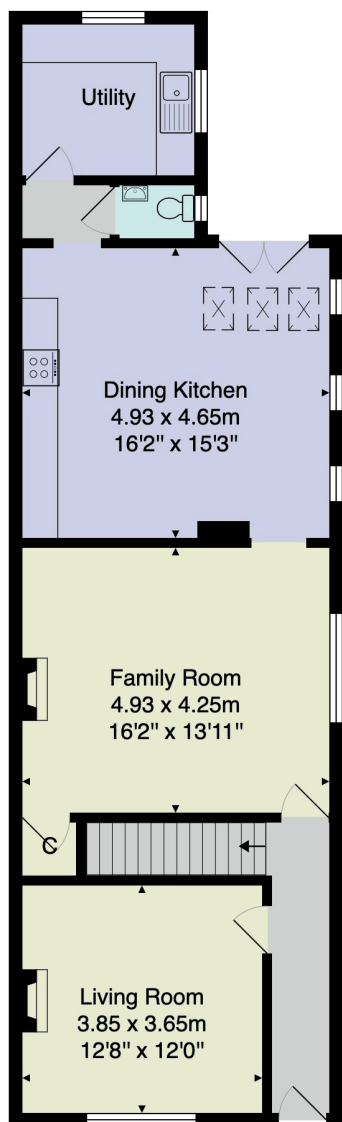 Utility
Dining Kitchen
4.93 x 4.65m
16'2" x 15'3"
Family Room
4.93 x 4.25m
16'2" x 13'11"
C
Living Room
3.85 x 3.65m
12'8" x 12'0"